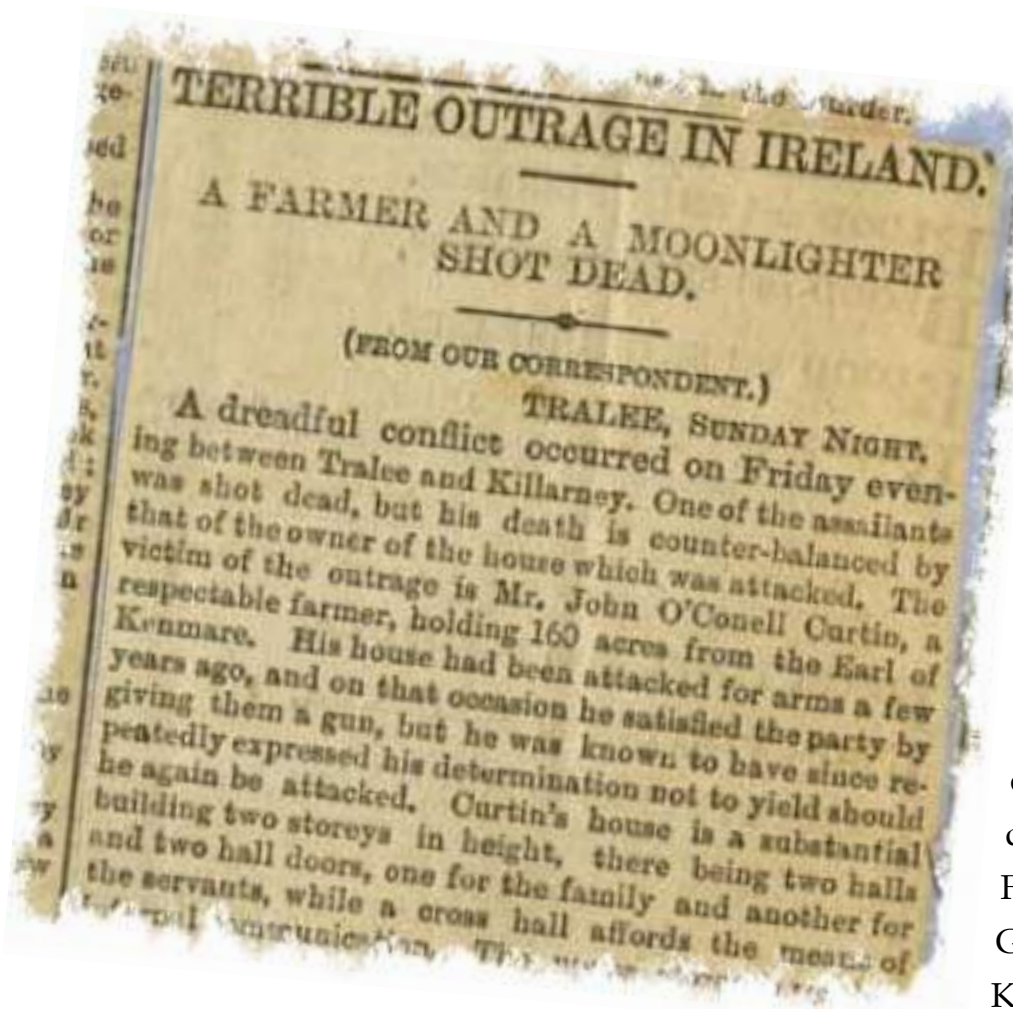 murder.
TERRIBLE OUTRAGE IN IRELAND.
A FARMER AND A MOONLIGHTER
SHOT DEAD.
(FROM OUR CORRESPONDENT.)
TRALEE, SUNDAY NIGHT.
A dreadful conflict occurred on Friday even-
ing between Tralee and Killarney. One of the assailants
was shot dead, but his death is counter-balanced by
that of the owner of the house which was attacked. The
victim of the outrage is Mr. John O'Conell Curtin, a
respectable farmer, holding 160 acres from the Earl of
Kenmare. His house had been attacked for arms a few
years ago, and on that occasion he satisfied the party by
giving them a gun, but he was known to have since re-
peatedly expressed his determination not to yield should
he again be attacked. Curtin's house is a substantial
building two storeys in height, there being two halls
and two hall doors, one for the family and another for
the servants, while a cross hall affords the means of